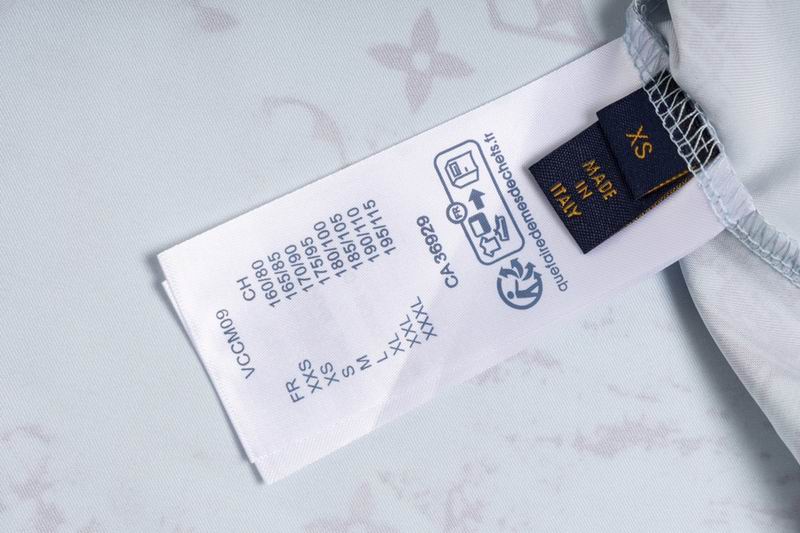 VCCM09
FR CH
XXS 160/80
XS 165/85
S 170/90
M 175/95
L 180/100
XL 185/105
XXL 190/110
XXXL 195/115
CA 36929
FR
quefairedemesdechets.fr
MADE
IN
ITALY
XS